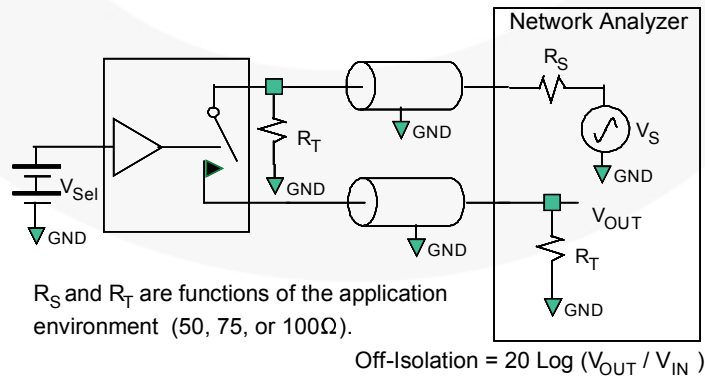 Network Analyzer
R_S
GND
R_T
V_S
GND
V_Sel
GND
GND
GND
V_OUT
R_T
GND
R_S and R_T are functions of the application
environment (50, 75, or 100Ω).
Off-Isolation = 20 Log (V_OUT / V_IN )